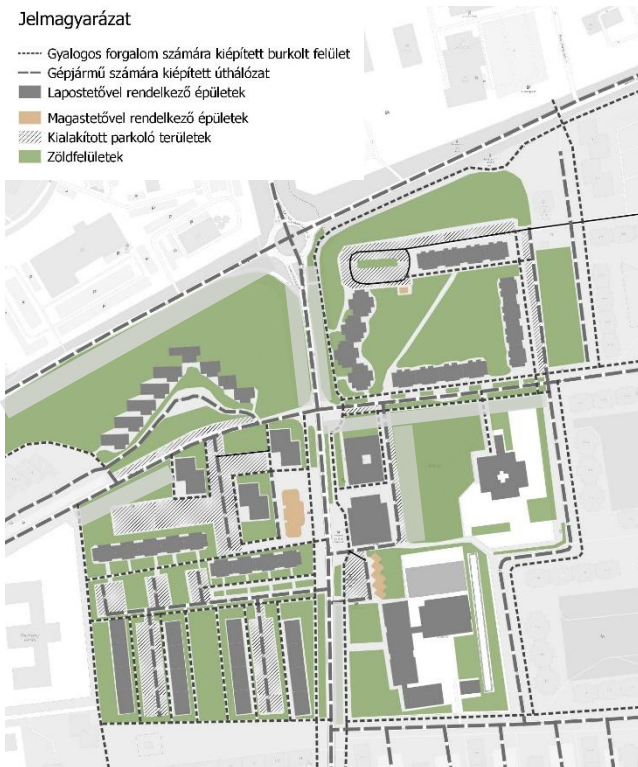 Jelmagyarázat
Gyalogos forgalom számára kiépített burkolt felület
Gépjármű számára kiépített úthálózat
Lapostetővel rendelkező épületek
Magastetővel rendelkező épületek
Kialakított parkoló területek
Zöldfelületek